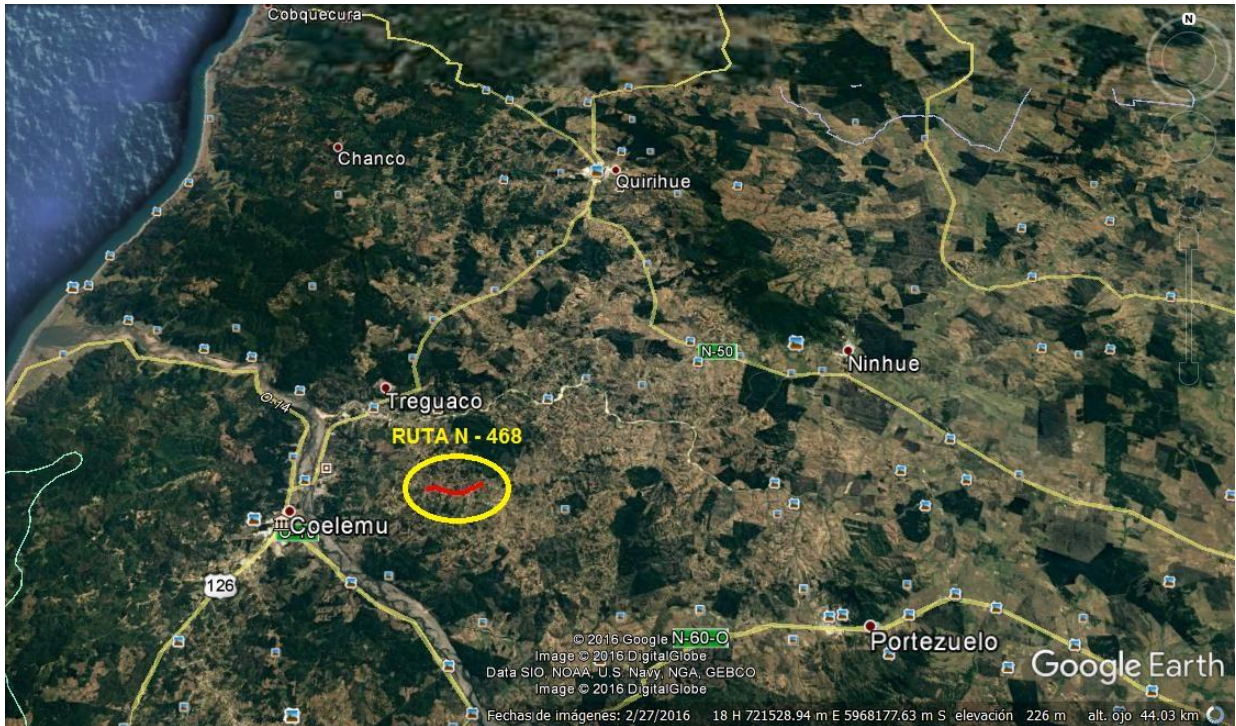 Cobquecura
N
Chanco
Quirihue
N-50
Ninhue
Treguaco
O-14
RUTA N - 468
Coelemu
126
N-60-O
Portezuelo
© 2016 Google
Image © 2016 DigitalGlobe
Data SIO, NOAA, U.S. Navy, NGA, GEBCO
Image © 2016 DigitalGlobe
Google Earth
Fechas de imágenes: 2/27/2016 18 H 721528.94 m E 5968177.63 m S elevación 226 m alt. ojo 44.03 km